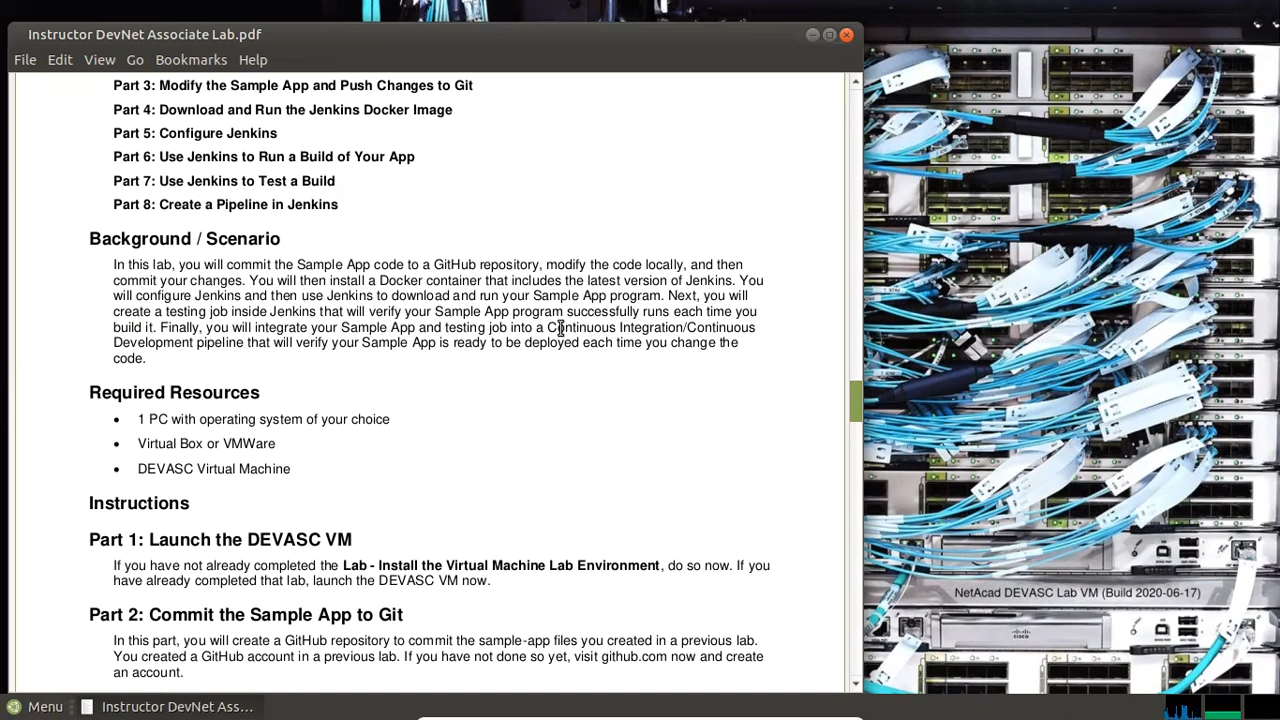 Instructor DevNet Associate Lab.pdf
File Edit View Go Bookmarks Help
Part 3: Modify the Sample App and Push Changes to Git
Part 4: Download and Run the Jenkins Docker Image
Part 5: Configure Jenkins
Part 6: Use Jenkins to Run a Build of Your App
Part 7: Use Jenkins to Test a Build
Part 8: Create a Pipeline in Jenkins
Background / Scenario
In this lab, you will commit the Sample App code to a GitHub repository, modify the code locally, and then
commit your changes. You will then install a Docker container that includes the latest version of Jenkins. You
will configure Jenkins and then use Jenkins to download and run your Sample App program. Next, you will
create a testing job inside Jenkins that will verify your Sample App program successfully runs each time you
build it. Finally, you will integrate your Sample App and testing job into a Continuous Integration/Continuous
Development pipeline that will verify your Sample App is ready to be deployed each time you change the
code.
Required Resources
• 1 PC with operating system of your choice
• Virtual Box or VMWare
• DEVASC Virtual Machine
Instructions
Part 1: Launch the DEVASC VM
If you have not already completed the Lab - Install the Virtual Machine Lab Environment, do so now. If you
have already completed that lab, launch the DEVASC VM now.
Part 2: Commit the Sample App to Git
In this part, you will create a GitHub repository to commit the sample-app files you created in a previous lab.
You created a GitHub account in a previous lab. If you have not done so yet, visit github.com now and create
an account.
NetAcad DEVASC Lab VM (Build 2020-06-17)
CISCO
Menu Instructor DevNet Ass...